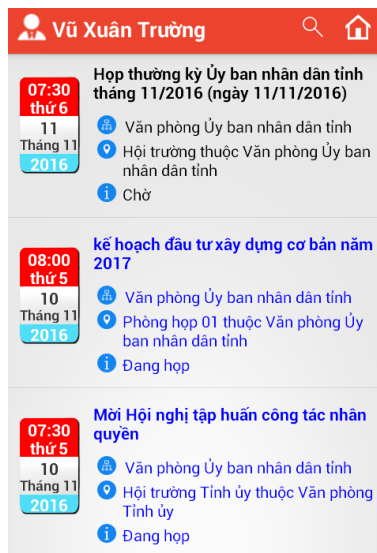 Vũ Xuân Trường
07:30
thứ 6
11
Tháng 11
2016
Họp thường kỳ Ủy ban nhân dân tỉnh
tháng 11/2016 (ngày 11/11/2016)
Văn phòng Ủy ban nhân dân tỉnh
Hội trường thuộc Văn phòng Ủy ban
nhân dân tỉnh
Chờ
08:00
thứ 5
10
Tháng 11
2016
kế hoạch đầu tư xây dựng cơ bản năm
2017
Văn phòng Ủy ban nhân dân tỉnh
Phòng họp 01 thuộc Văn phòng Ủy
ban nhân dân tỉnh
Đang họp
07:30
thứ 5
10
Tháng 11
2016
Mời Hội nghị tập huấn công tác nhân
quyền
Văn phòng Ủy ban nhân dân tỉnh
Hội trường Tỉnh ủy thuộc Văn phòng
Tỉnh ủy
Đang họp